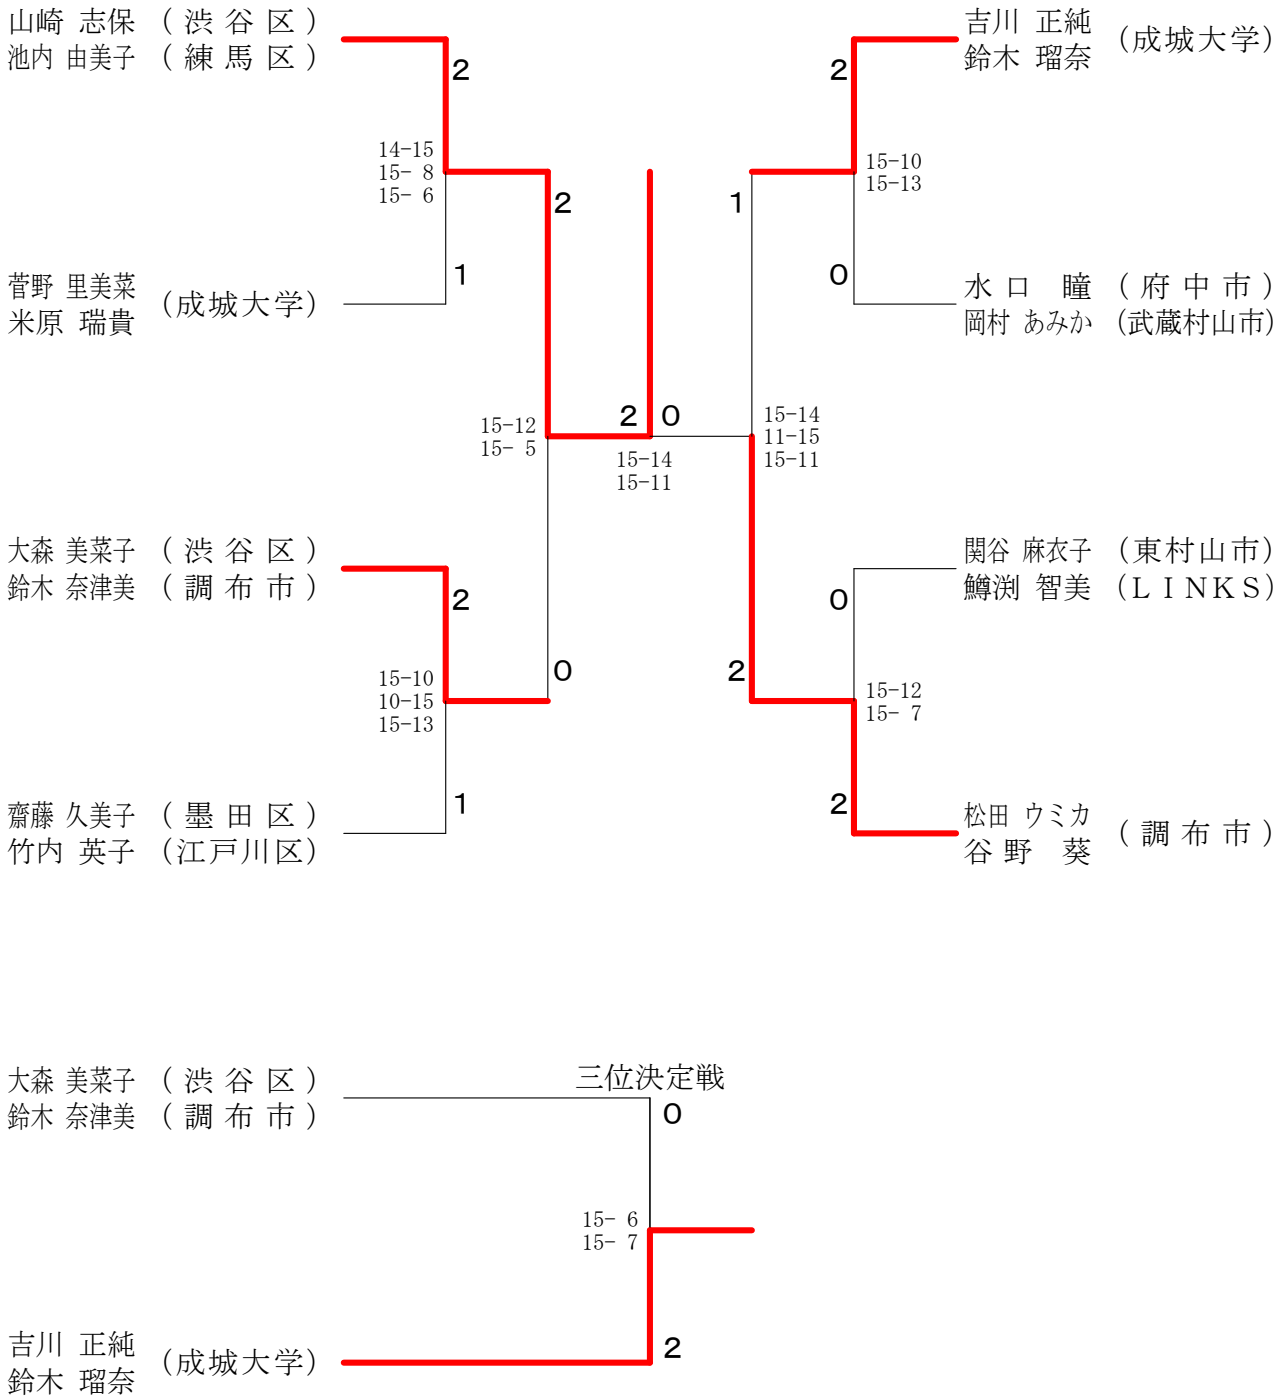 山崎 志保 （ 渋 谷 区 ）
池内 由美子 （ 練 馬 区 ）
2
14-15
15- 8
15- 6
2
1
菅野 里美菜
米原 瑞貴
（成城大学）
15-12
15- 5
2
0
15-14
15-11
大森 美菜子 （ 渋 谷 区 ）
鈴木 奈津美 （ 調 布 市 ）
2
15-10
10-15
15-13
0
1
齋藤 久美子 （ 墨 田 区 ）
竹内 英子 （江戸川区）
吉川 正純
鈴木 瑠奈
（成城大学）
2
15-10
15-13
1
0
水 口 瞳 （ 府 中 市 ）
岡村 あみか （武蔵村山市）
15-14
11-15
15-11
関谷 麻衣子 （東村山市）
鱒渕 智美 （ＬＩＮＫＳ）
0
2
15-12
15- 7
2
松田 ウミカ
谷 野 葵
（ 調 布 市 ）
三位決定戦
大森 美菜子 （ 渋 谷 区 ）
鈴木 奈津美 （ 調 布 市 ）
0
15- 6
15- 7
2
吉川 正純
鈴木 瑠奈
（成城大学）